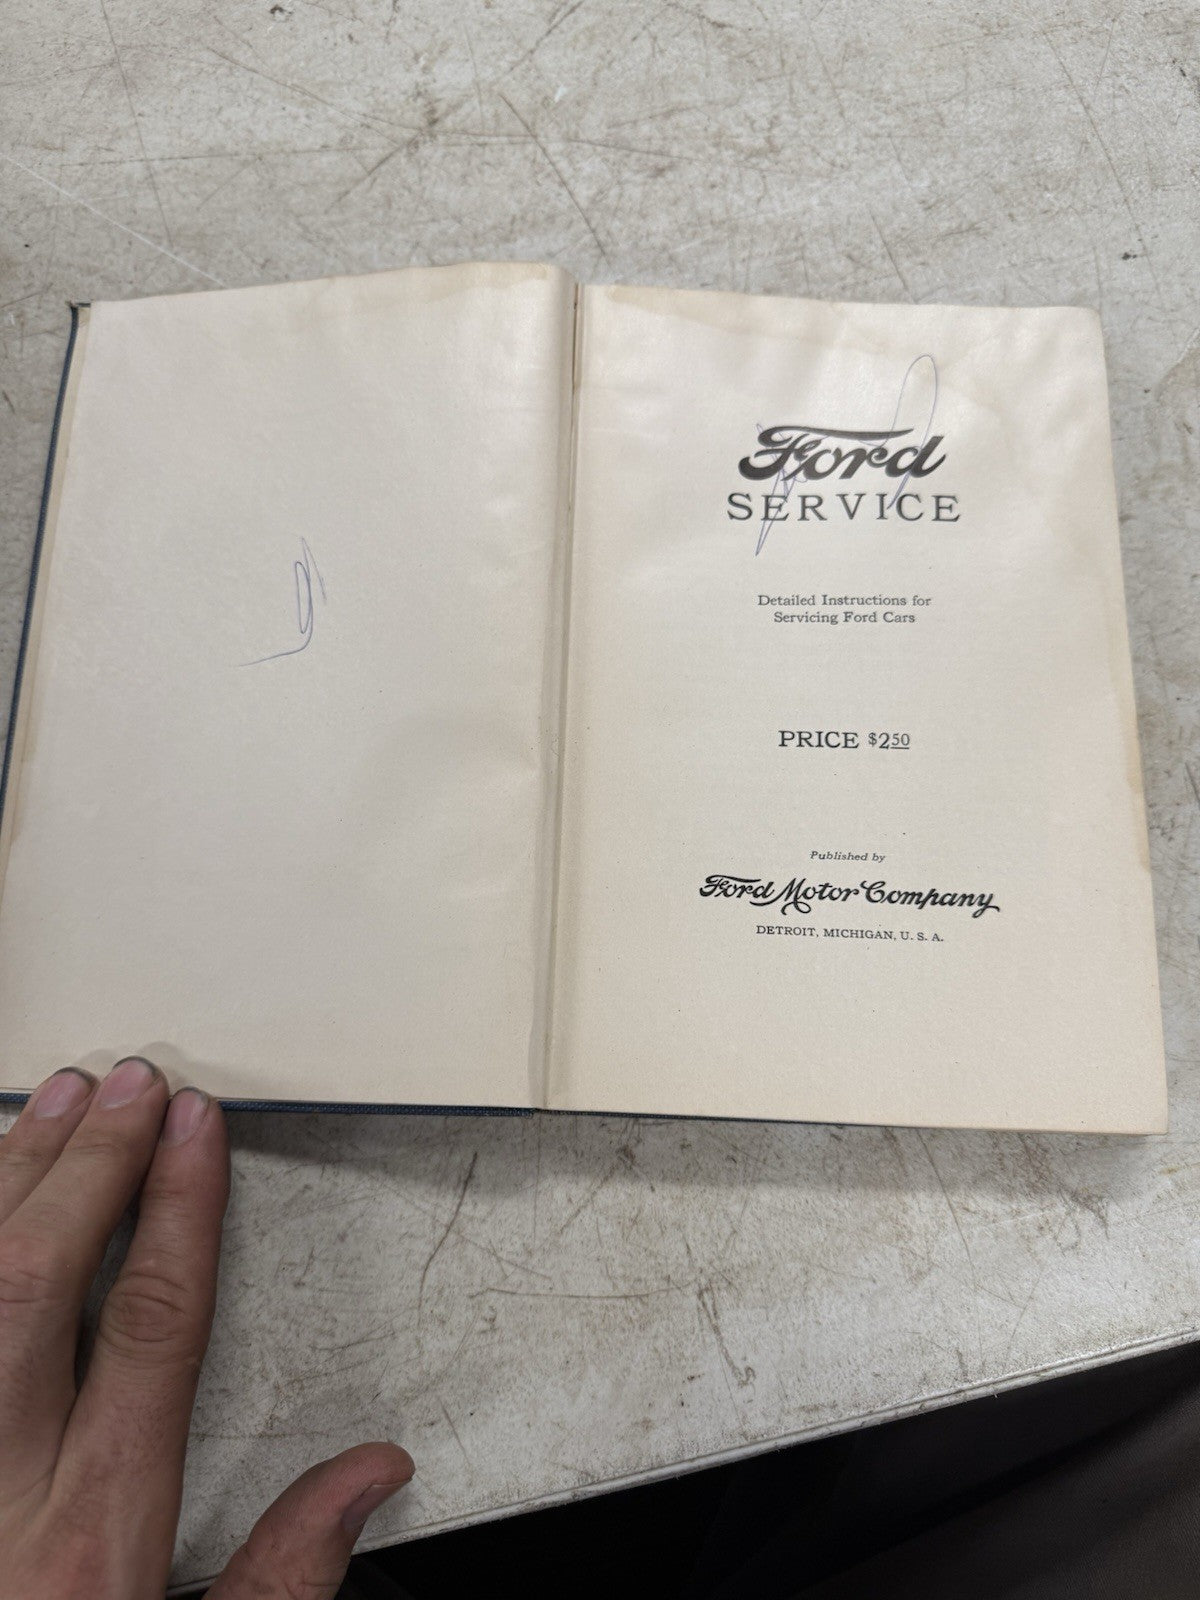 Ford
SERVICE
Detailed Instructions for
Servicing Ford Cars
PRICE $2 50
Published by
Ford Motor Company
DETROIT, MICHIGAN, U. S. A.